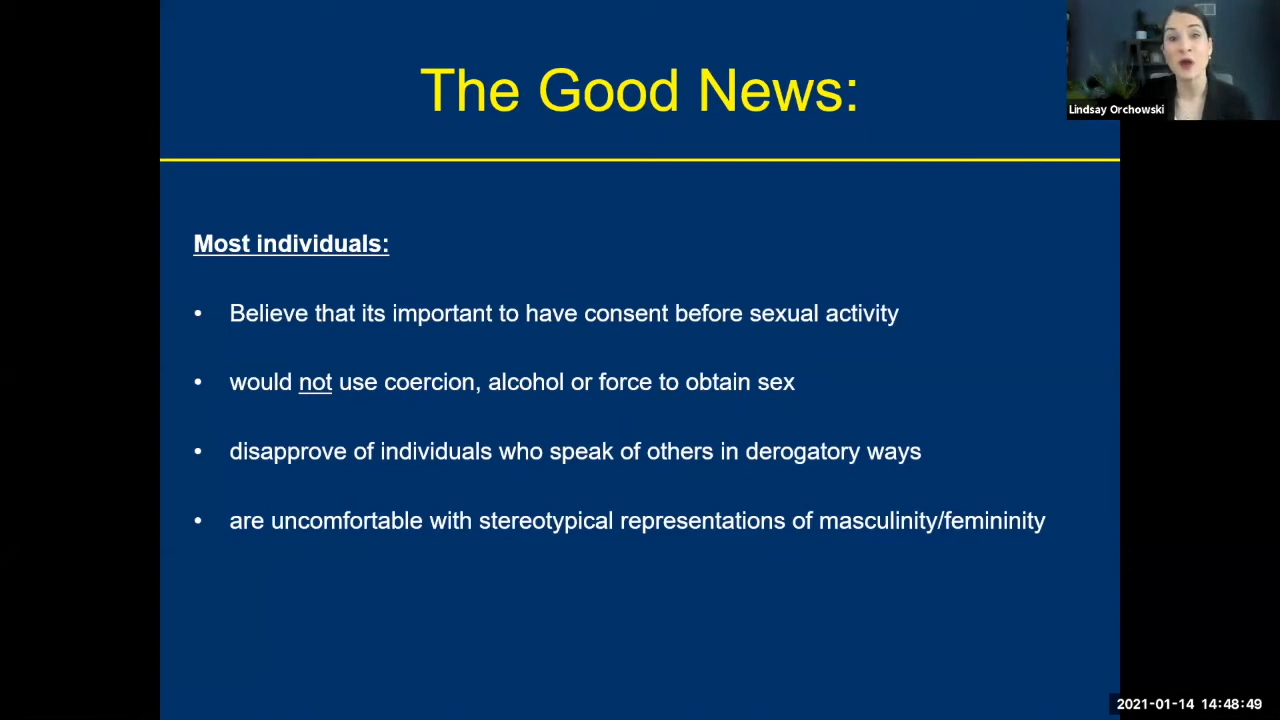 The Good News:
Lindsay Orchowski
Most individuals:
• Believe that its important to have consent before sexual activity
• would not use coercion, alcohol or force to obtain sex
• disapprove of individuals who speak of others in derogatory ways
• are uncomfortable with stereotypical representations of masculinity/femininity
2021-01-14 14:48:49